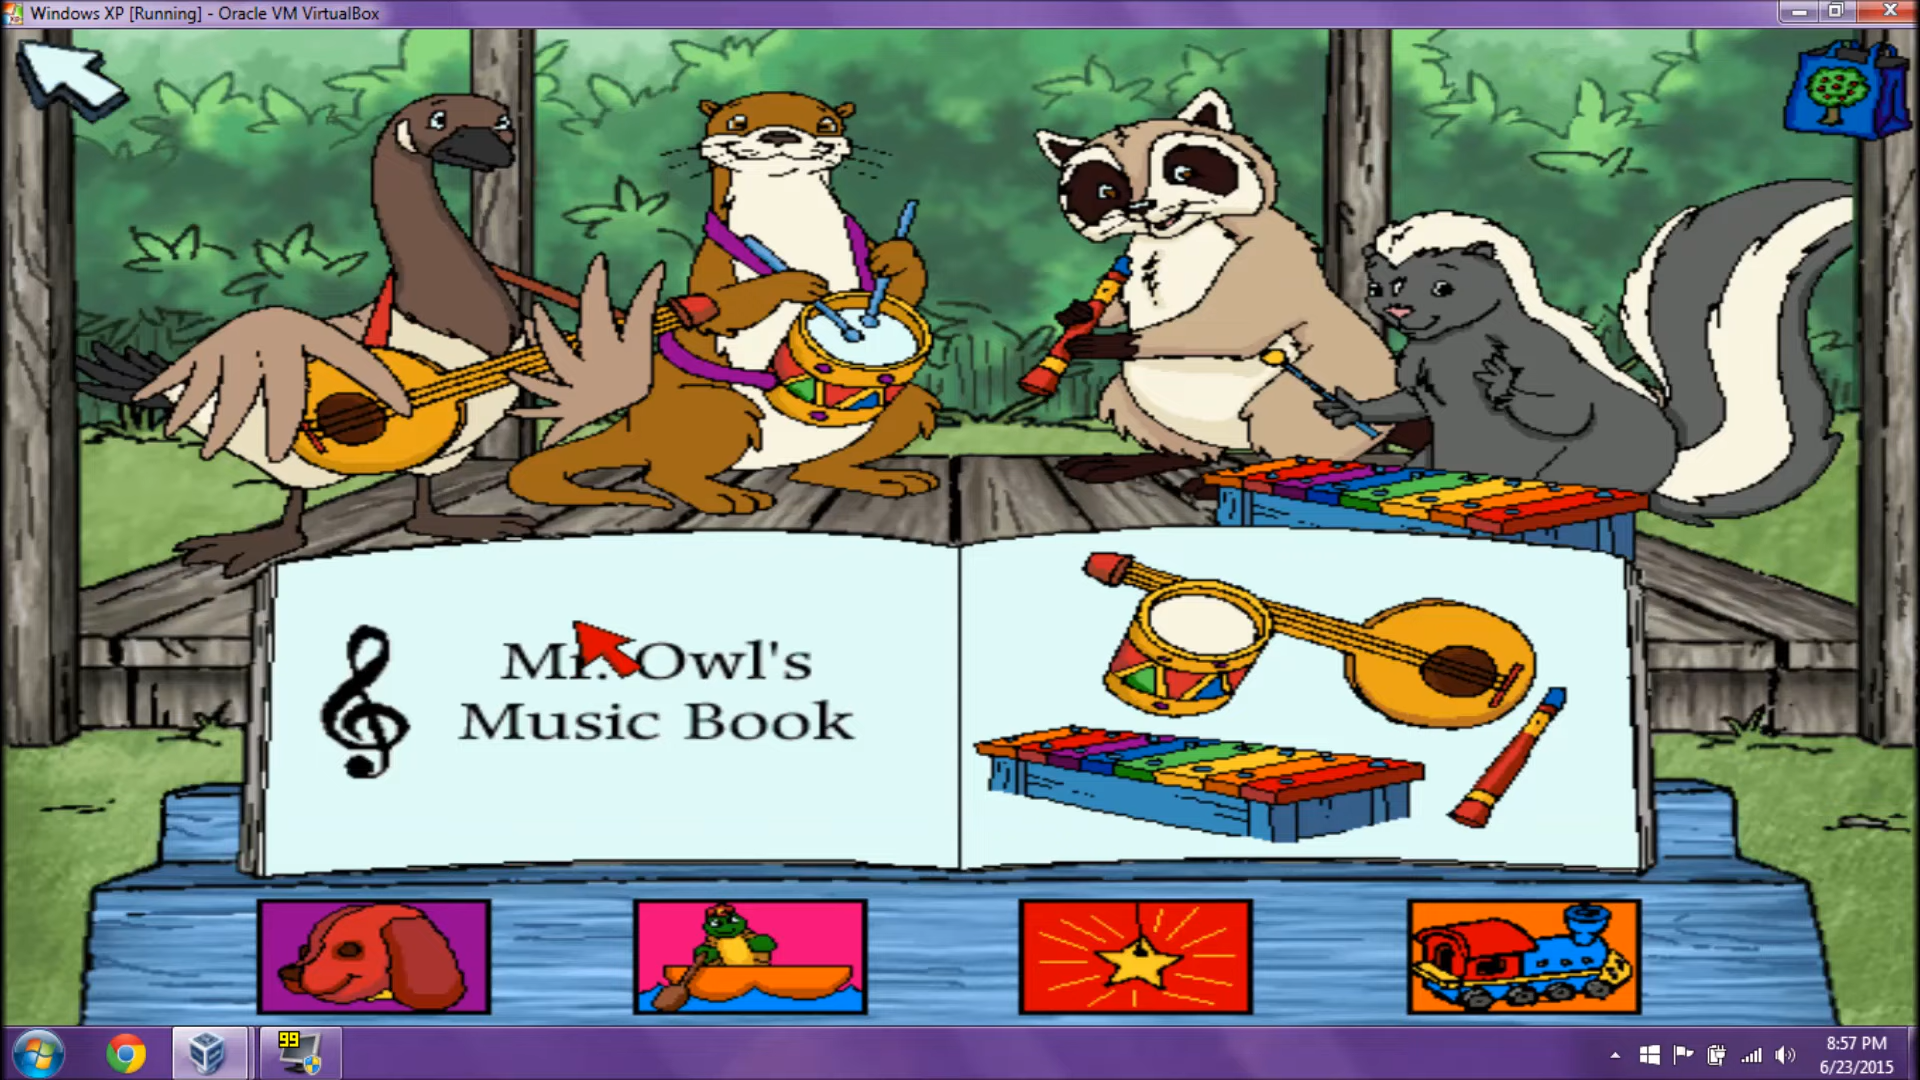 Windows XP [Running] - Oracle VM VirtualBox
Mr. Owl's
Music Book
99
8:57 PM
6/23/2015